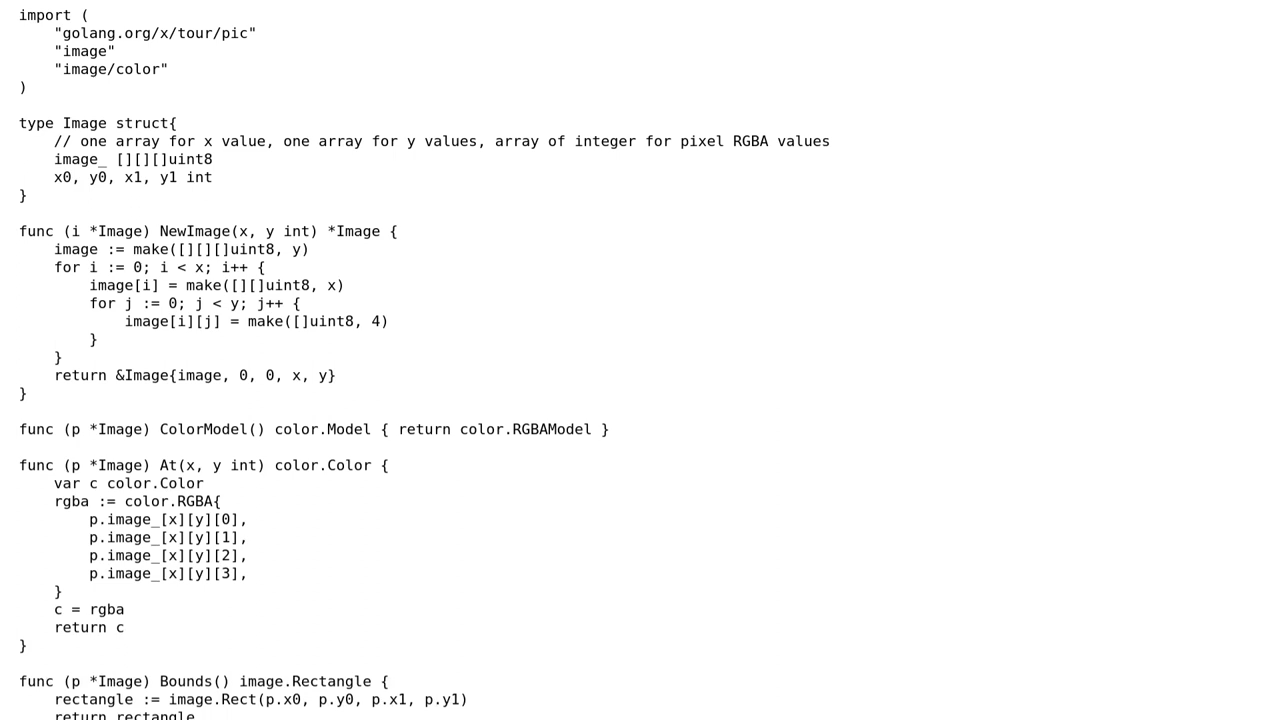 import (
    "golang.org/x/tour/pic"
    "image"
    "image/color"
)

type Image struct{
    // one array for x value, one array for y values, array of integer for pixel RGBA values
    image_ [][][]uint8
    x0, y0, x1, y1 int
}

func (i *Image) NewImage(x, y int) *Image {
    image := make([][][]uint8, y)
    for i := 0; i < x; i++ {
        image[i] = make([][]uint8, x)
        for j := 0; j < y; j++ {
            image[i][j] = make([]uint8, 4)
        }
    }
    return &Image{image, 0, 0, x, y}
}

func (p *Image) ColorModel() color.Model { return color.RGBAModel }

func (p *Image) At(x, y int) color.Color {
    var c color.Color
    rgba := color.RGBA{
        p.image_[x][y][0],
        p.image_[x][y][1],
        p.image_[x][y][2],
        p.image_[x][y][3],
    }
    c = rgba
    return c
}

func (p *Image) Bounds() image.Rectangle {
    rectangle := image.Rect(p.x0, p.y0, p.x1, p.y1)
    return rectangle